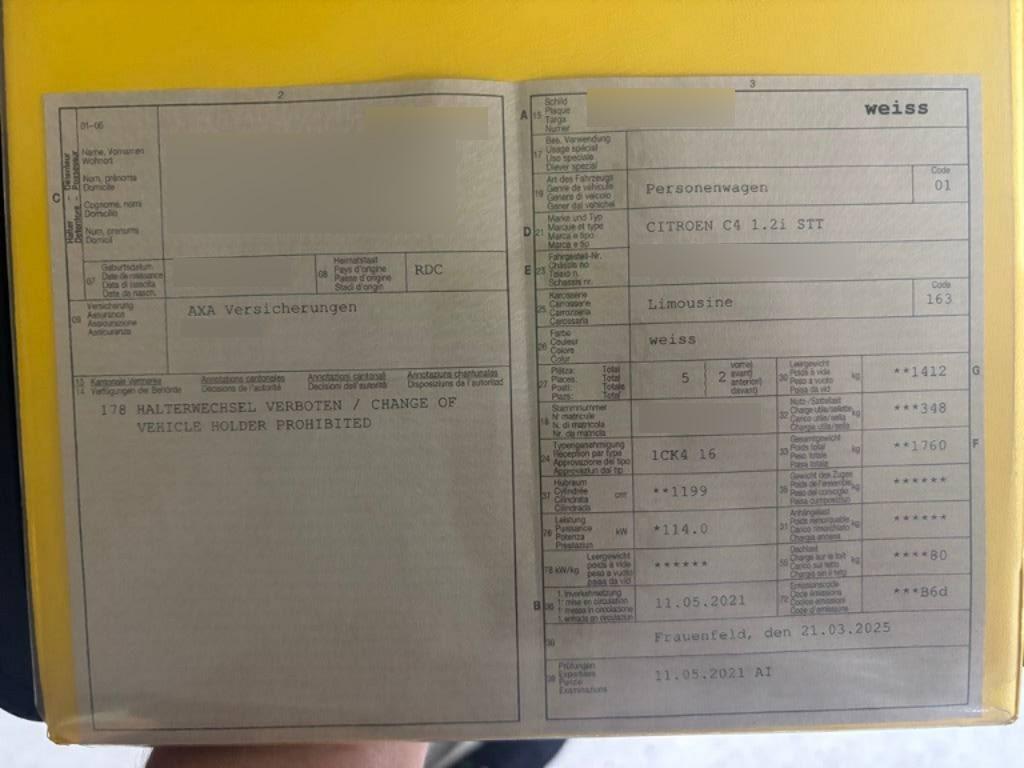 2
01-06
C
Halter - Détenteur
Detentore - Possessur
Name, Vornamen
Wohnort
Nom, prénoms
Domicile
Cognome, nomi
Domicilio
Num, prenums
Domicil
07
Geburtsdatum
Date de naissance
Data di nascita
Data da nasch.
08
Heimatstaat
Pays d'origine
Paese d'origine
Stadi d'origin
RDC
09
Versicherung
Assurance
Assicurazione
Assicuranza
AXA Versicherungen
13
14
Kantonale Vermerke
Verfügungen der Behörde
Annotations cantonales
Décisions de l'autorité
Annotazioni cantonali
Decisioni dell'autorità
Annotaziuns chantunalas
Disposiziuns da l'autoritad
178 HALTERWECHSEL VERBOTEN / CHANGE OF
VEHICLE HOLDER PROHIBITED
3
A
15
Schild
Plaque
Targa
Numer
weiss
17
Bes. Verwendung
Usage spécial
Uso speciale
Diever spezial
19
Art des Fahrzeugs
Genre de véhicule
Genere di veicolo
Gener dal vehichel
Personenwagen
Code
01
D
21
Marke und Typ
Marque et type
Marca e tipo
Marca e tip
CITROEN C4 1.2i STT
E
23
Fahrgestell-Nr.
Châssis no
Telaio n.
Schassis nr.
25
Karosserie
Carrosserie
Carrozzeria
Carossaria
Limousine
Code
163
26
Farbe
Couleur
Colore
Colur
weiss
27
Plätze: Total
Places: Total
Posti: Totale
Plazs: Total
5
2
vorne)
avant)
anteriori)
davant)
30
Leergewicht
Poids à vide
Peso a vuoto
Paisa da vid
kg
**1412
G
18
Stammnummer
N° matricule
N. di matricola
Nr. da matricla
32
Nutz-/Sattellast
Charge utile/sellette
Carico utile/sella
Chargia utila/sella
kg
***348
24
Typengenehmigung
Réception par type
Approvazione del tipo
Approvaziun dal tip
1CK4 16
33
Gesamtgewicht
Poids total
Peso totale
Paisa totala
kg
**1760
F
37
Hubraum
Cylindrée
Cilindrata
Cilindrada
cm³
**1199
35
Gewicht des Zuges
Poids de l'ensemble
Peso del convoglio
Paisa cumposiziun
kg
******
76
Leistung
Puissance
Potenza
Prestaziun
kW
*114.0
31
Anhängelast
Poids remorquable
Carico rimorchiato
Chargia annexa
kg
******
78 kW/kg
Leergewicht
poids à vide
peso a vuoto
paisa da vid
******
55
Dachlast
Charge sur le toit
Carico sul tetto
Chargia sin il tetg
kg
****80
B
36
1. Inverkehrsetzung
1re mise en circulation
1a messa in circolazione
1. entrada en circulaziun
11.05.2021
72
Emissionscode
Code émissions
Codice emissioni
Code d'emissiuns
***B6d
38
Frauenfeld, den 21.03.2025
39
Prüfungen
Expertises
Perizie
Examinaziuns
11.05.2021 AI